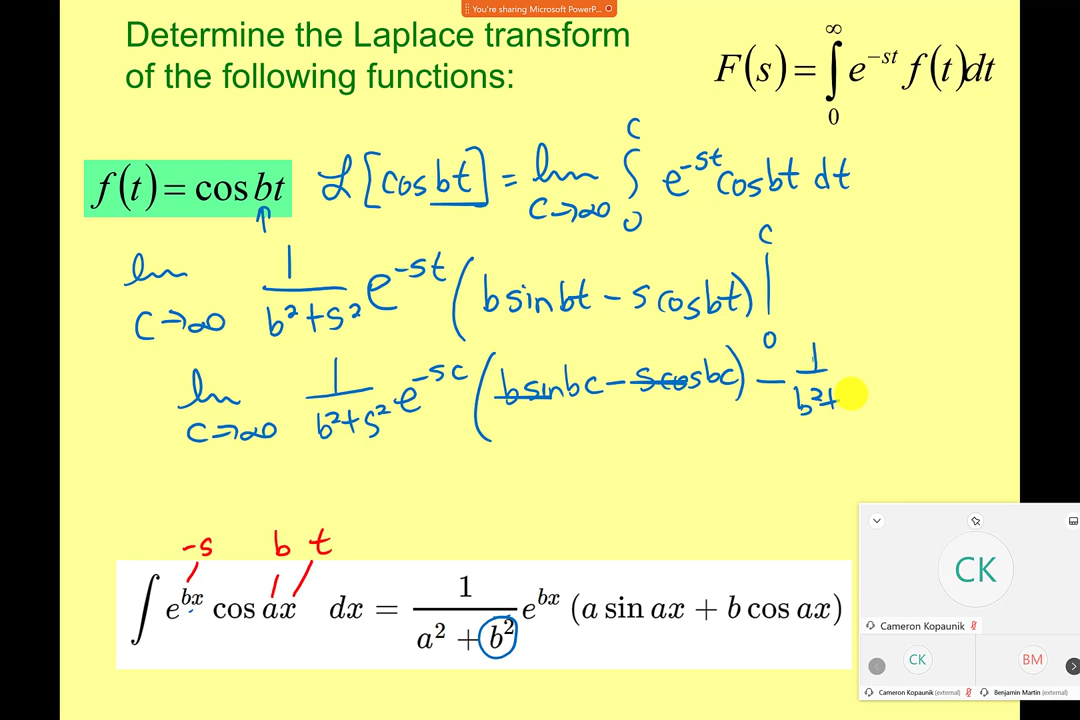 You're sharing Microsoft PowerP...
Determine the Laplace transform
of the following functions:
F(s) = ∫₀^∞ e^{-st} f(t)dt
f(t) = cos bt
ℒ[cos bt] = lim_{c→∞} ∫₀^c e^{-st} cos bt dt
lim_{c→∞} 1/(b²+s²) e^{-st} (b sin bt - s cos bt) |₀^c
lim_{c→∞} 1/(b²+s²) e^{-sc} (b sin bc - s cos bc) - 1/(b²+
-s b t
∫ e^{bx} cos ax dx = 1/(a² + b²) e^{bx} (a sin ax + b cos ax)
CK
Cameron Kopaunik
CK
BM
Cameron Kopaunik (external)
Benjamin Martin (external)